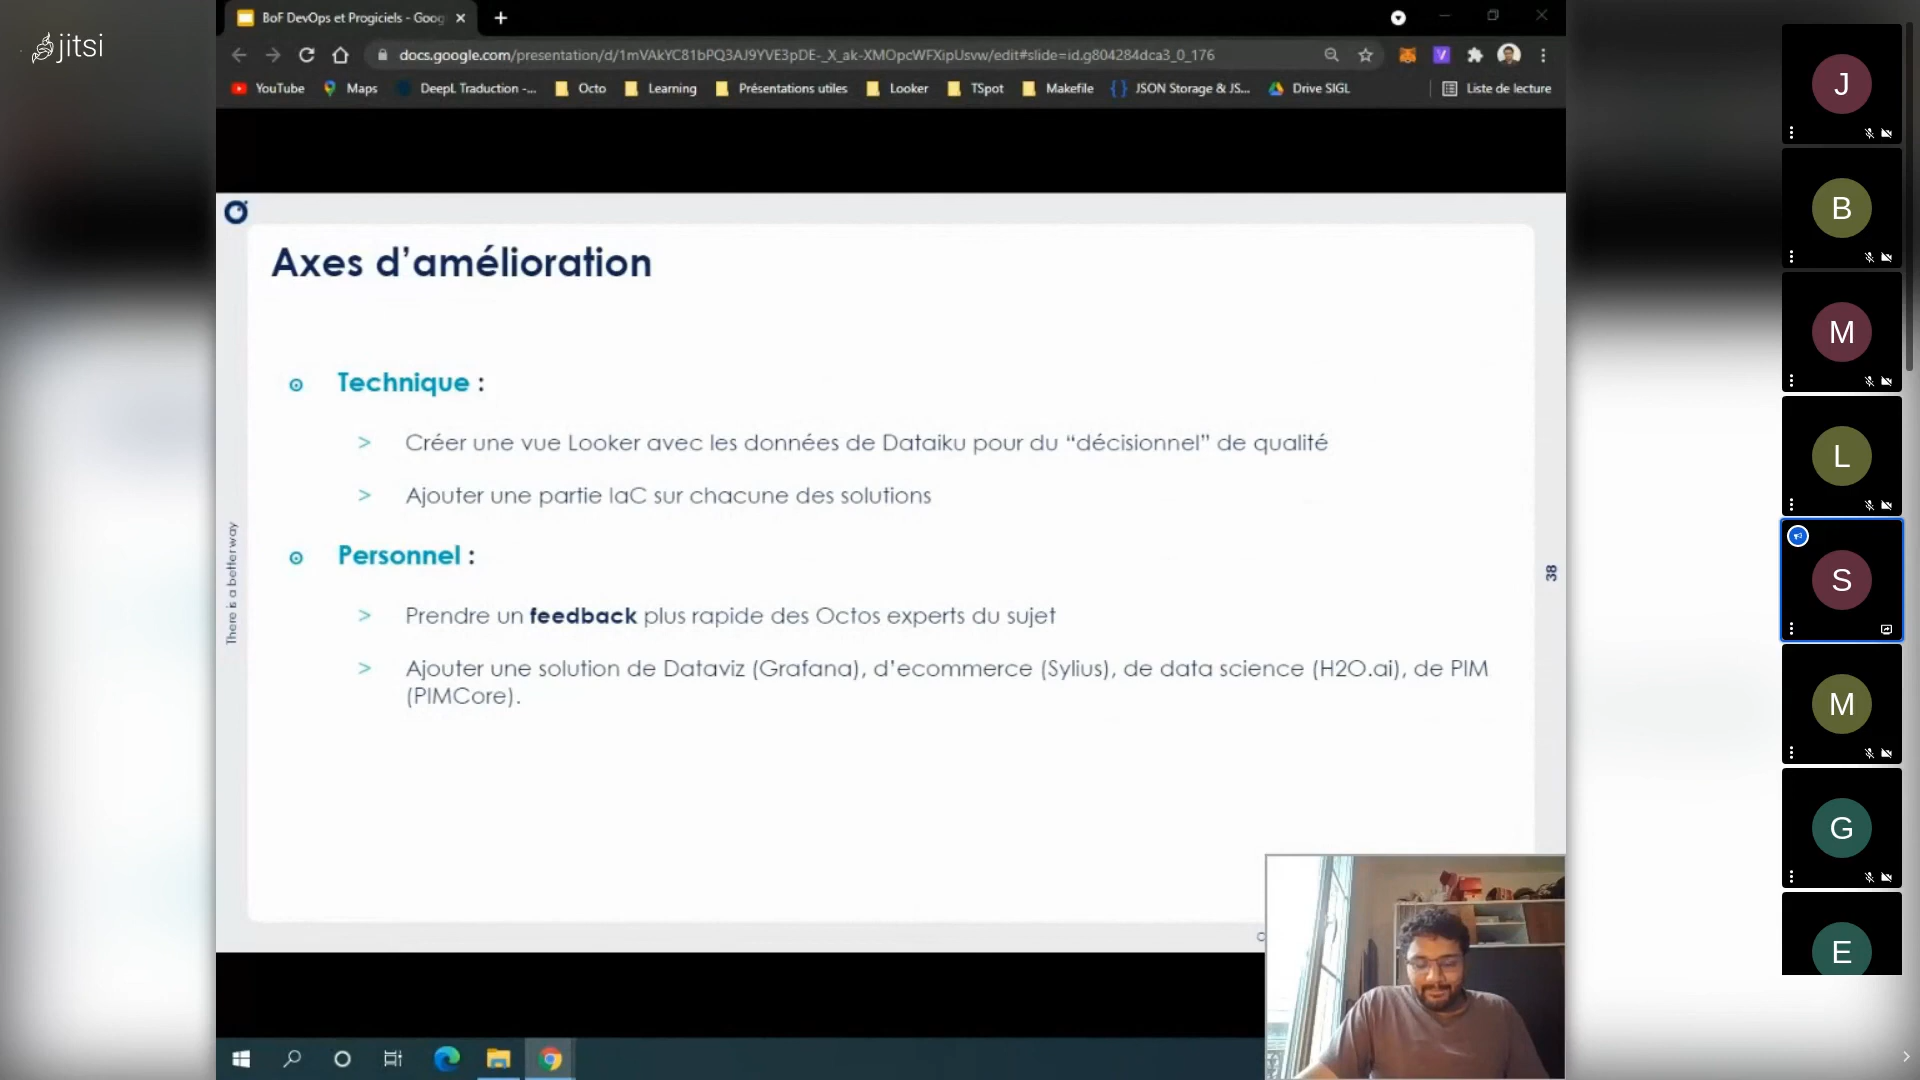 jitsi
BoF DevOps et Progiciels - Goog
docs.google.com/presentation/d/1mVAkYC81bPQ3AJ9YVE3pDE-_X_ak-XMOpcWFXipUsvw/edit#slide=id.g804284dca3_0_176
YouTube Maps DeepL Traduction -... Octo Learning Présentations utiles Looker TSpot Makefile JSON Storage & JS... Drive SIGL Liste de lecture
Axes d’amélioration
Technique :
> Créer une vue Looker avec les données de Dataiku pour du “décisionnel” de qualité
> Ajouter une partie IaC sur chacune des solutions
Personnel :
> Prendre un feedback plus rapide des Octos experts du sujet
> Ajouter une solution de Dataviz (Grafana), d’ecommerce (Sylius), de data science (H2O.ai), de PIM
(PIMCore).
There is a better way
38
J
B
M
L
S
M
G
E